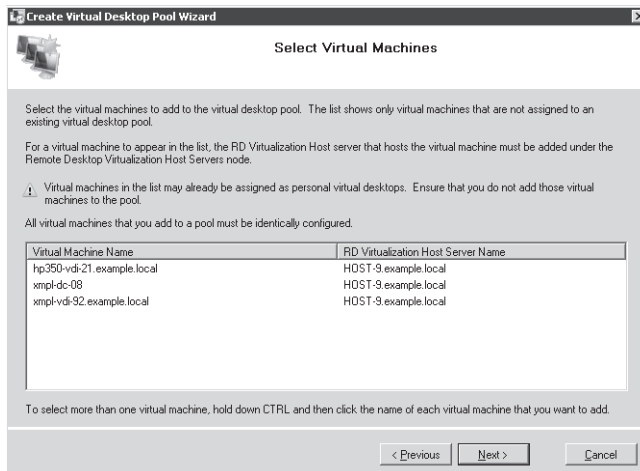 Create Virtual Desktop Pool Wizard
Select Virtual Machines
Select the virtual machines to add to the virtual desktop pool. The list shows only virtual machines that are not assigned to an
existing virtual desktop pool.
For a virtual machine to appear in the list, the RD Virtualization Host server that hosts the virtual machine must be added under the
Remote Desktop Virtualization Host Servers node.
Virtual machines in the list may already be assigned as personal virtual desktops. Ensure that you do not add those virtual
machines to the pool.
All virtual machines that you add to a pool must be identically configured.
Virtual Machine Name RD Virtualization Host Server Name
hp350-vdi-21.example.local HOST-9.example.local
xmpl-dc-08 HOST-9.example.local
xmpl-vdi-92.example.local HOST-9.example.local
To select more than one virtual machine, hold down CTRL and then click the name of each virtual machine that you want to add.
< Previous Next > Cancel